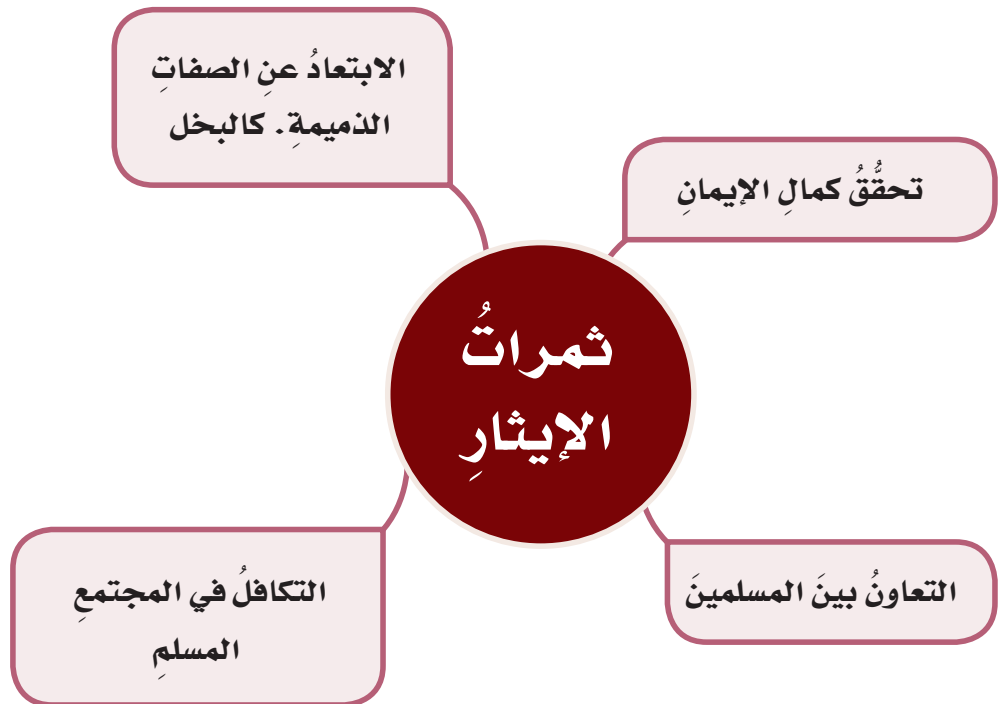 ثمراتُ
الإيثارِ
تحقُّقُ كمالِ الإيمانِ
الابتعادُ عنِ الصفاتِ
الذميمةِ. كالبخل
التعاونُ بينَ المسلمينَ
التكافلُ في المجتمعِ
المسلمِ